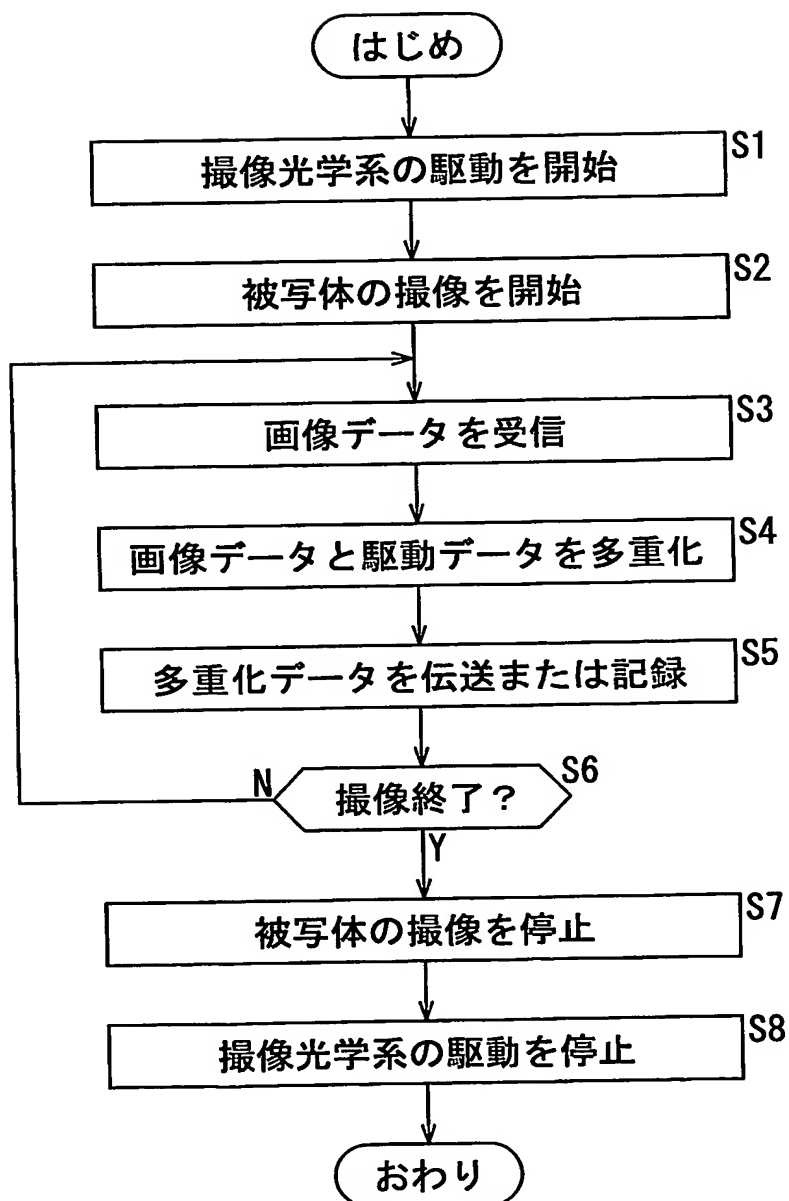 はじめ
S1
撮像光学系の駆動を開始
S2
被写体の撮像を開始
S3
画像データを受信
S4
画像データと駆動データを多重化
S5
多重化データを伝送または記録
S6
N
撮像終了？
Y
S7
被写体の撮像を停止
S8
撮像光学系の駆動を停止
おわり